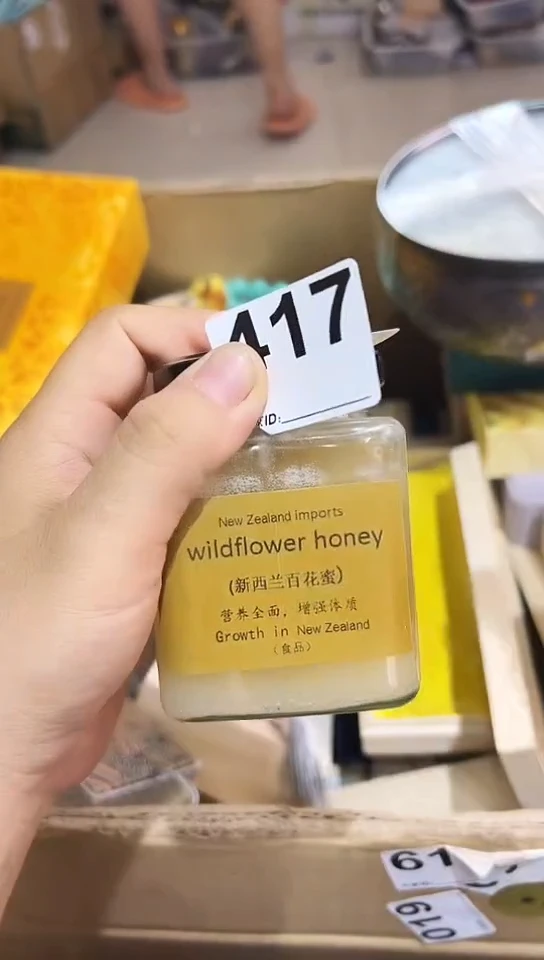 417
ID:
New Zealand imports
wildflower honey
(新西兰百花蜜)
营养全面，增强体质
Growth in New Zealand
（食品）
61
019